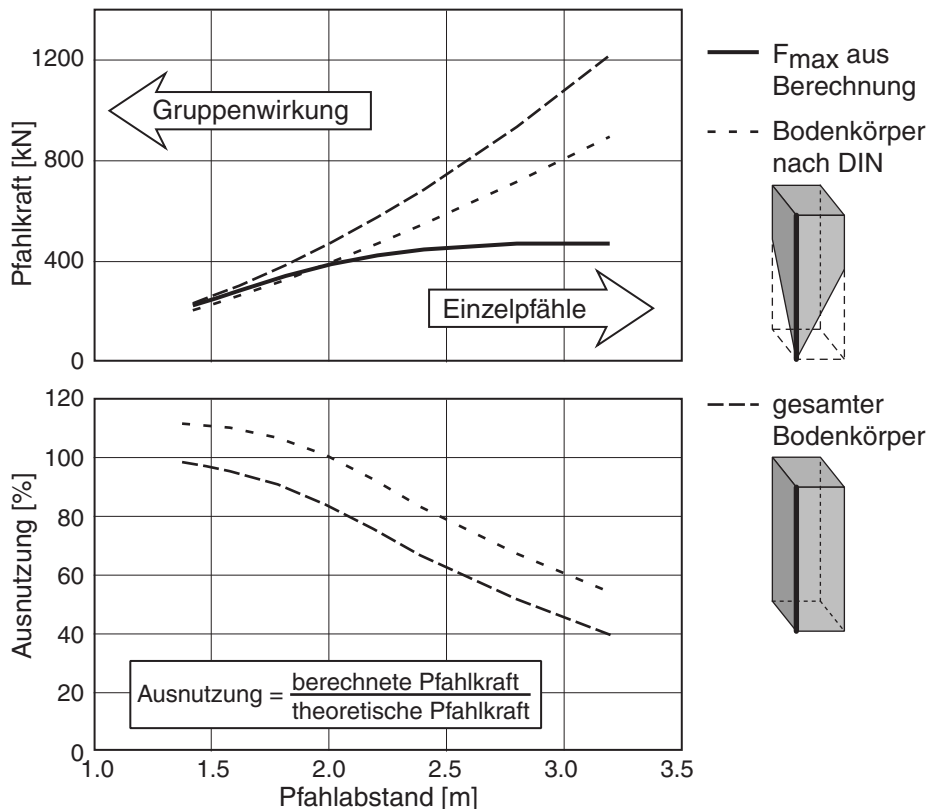 1200
800
400
0
Pfahlkraft [kN]
Gruppenwirkung
Einzelpfähle
Fmax aus
Berechnung
Bodenkörper
nach DIN
gesamter
Bodenkörper
120
100
80
60
40
20
0
Ausnutzung [%]
Ausnutzung = berechnete Pfahlkraft
theoretische Pfahlkraft
1.0 1.5 2.0 2.5 3.0 3.5
Pfahlabstand [m]